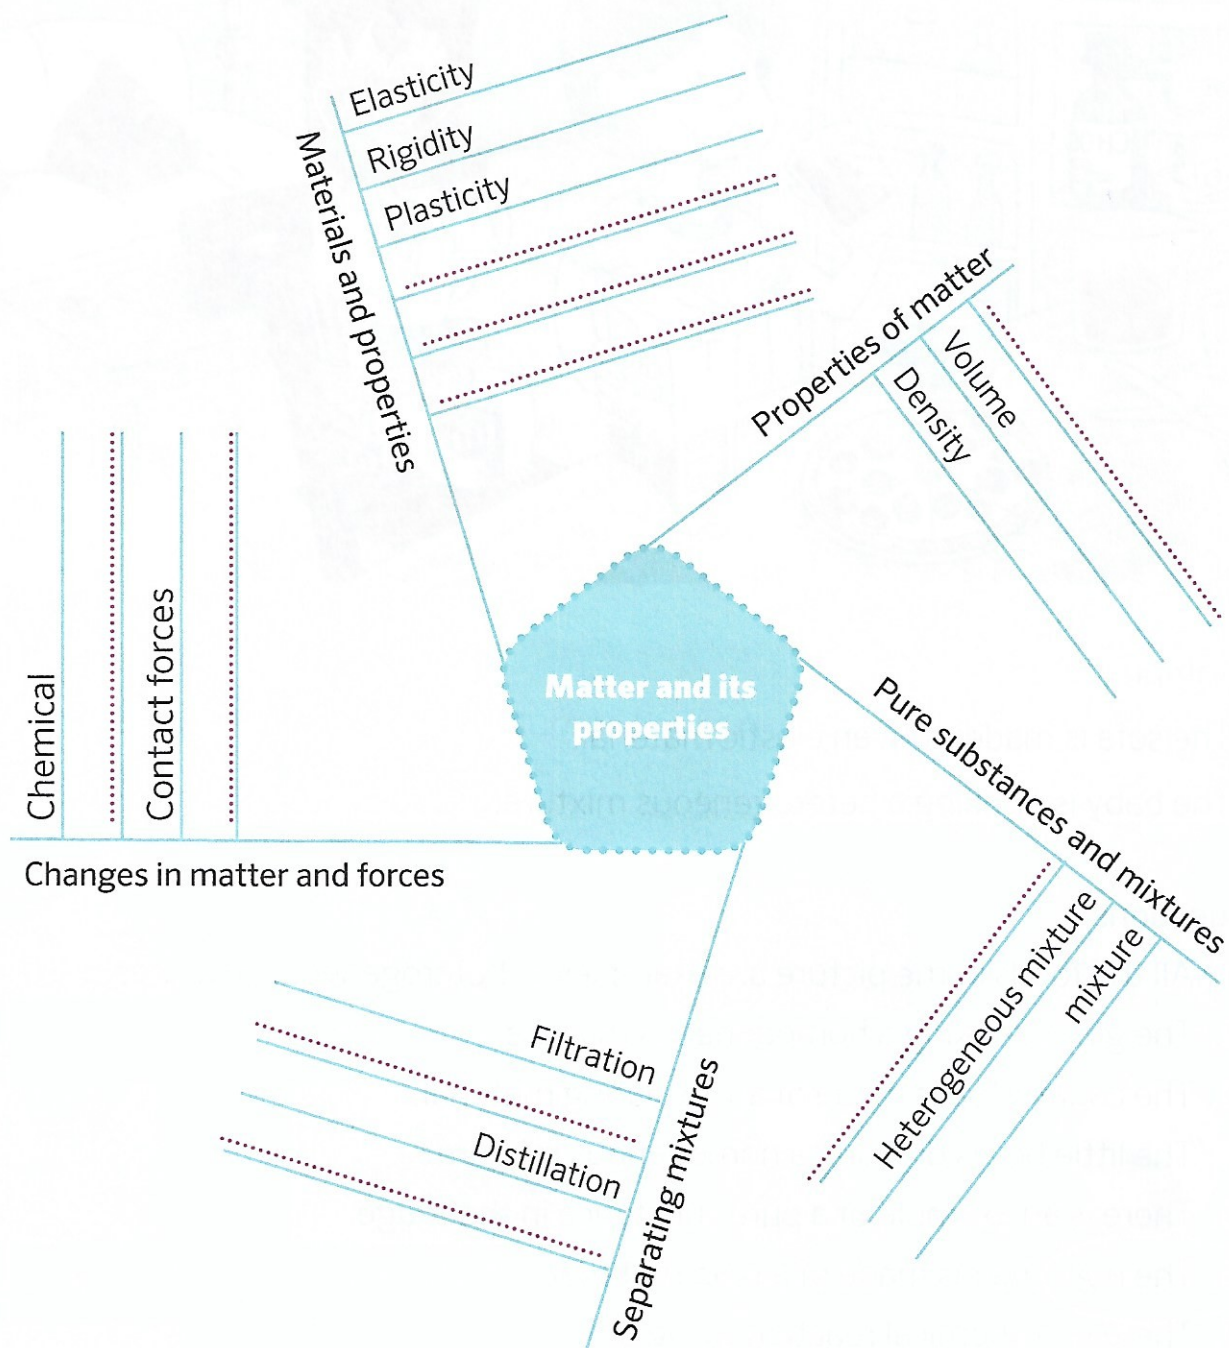 Elasticity
Rigidity
Plasticity
Materials and properties
Properties of matter
Volume
Density
Matter and its
properties
Pure substances and mixtures
Heterogeneous mixture
mixture
Chemical
Contact forces
Changes in matter and forces
Filtration
Distillation
Separating mixtures